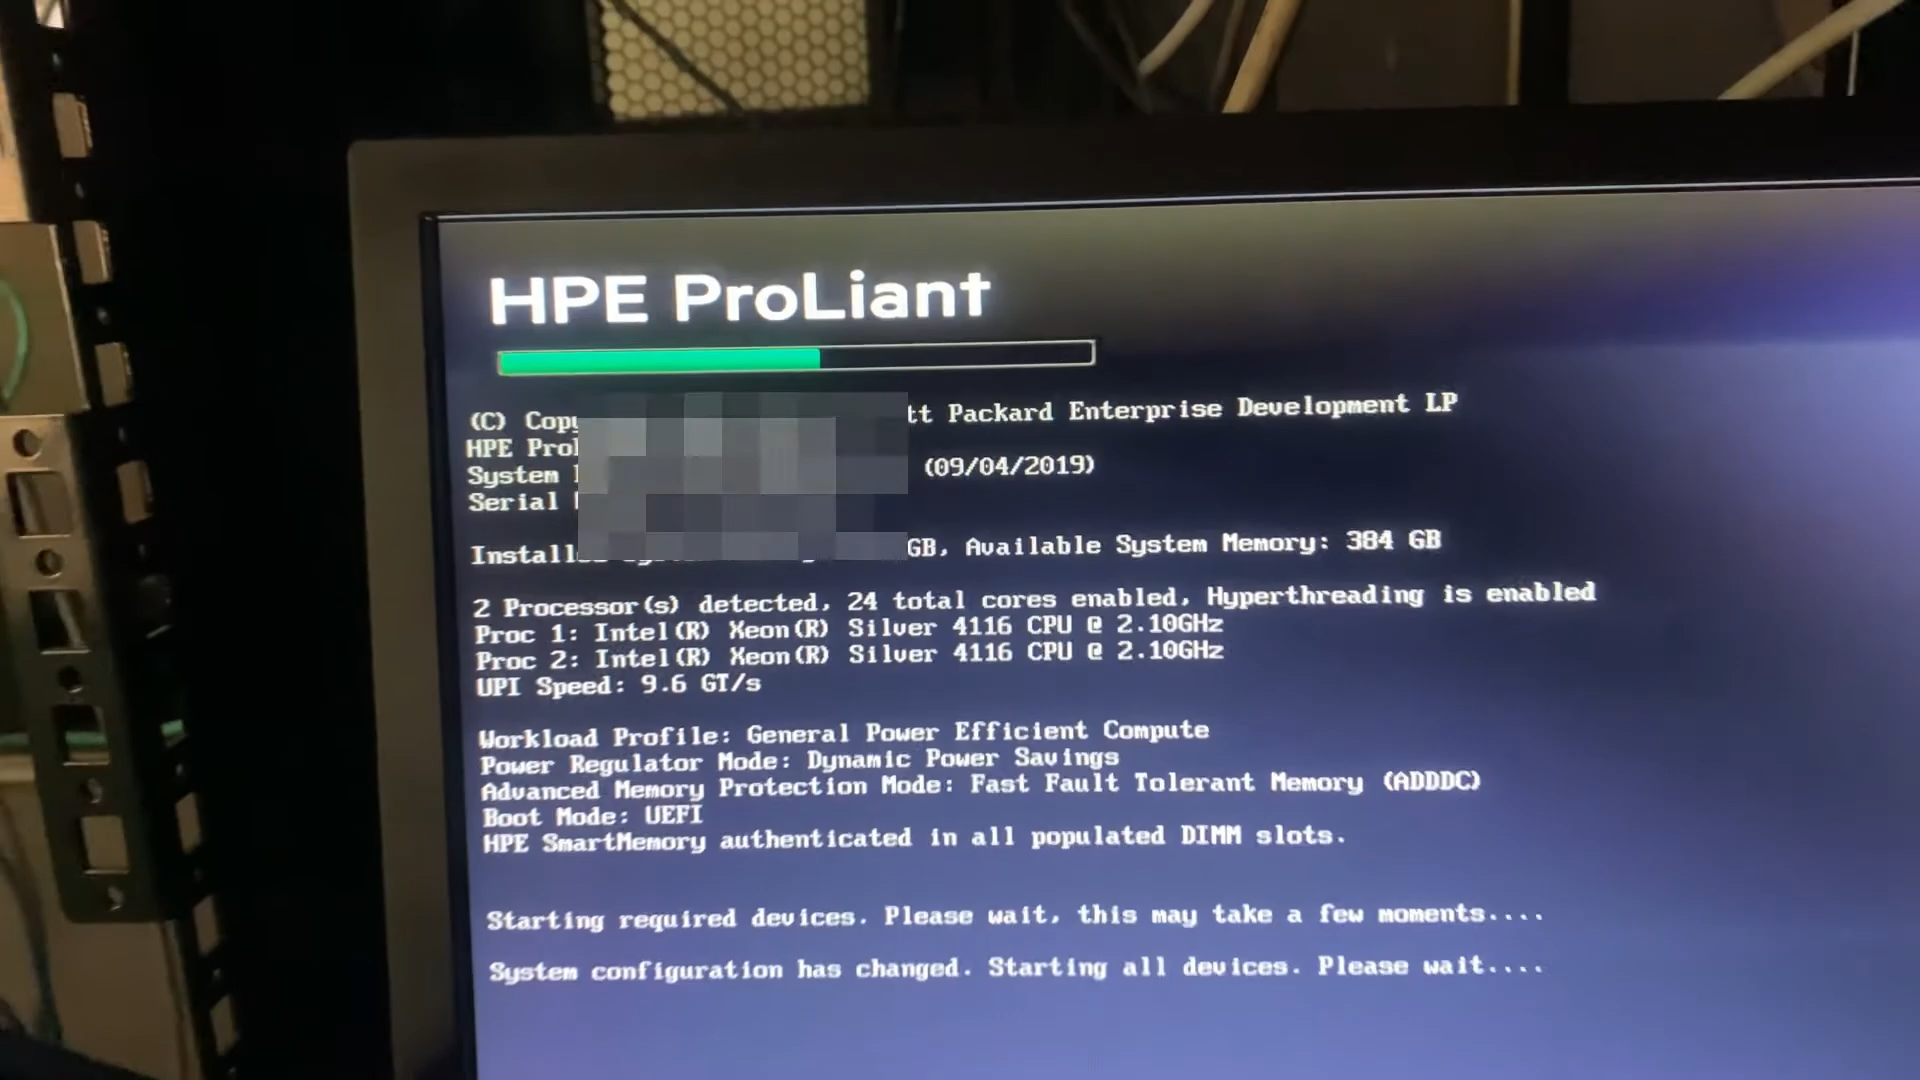 HPE ProLiant
(C) tt Packard Enterprise Development LP
HPE
System (09/04/2019)
Serial
GB, Available System Memory: 384 GB
2 Processor(s) detected, 24 total cores enabled, Hyperthreading is enabled
Proc 1: Intel(R) Xeon(R) Silver 4116 CPU @ 2.10GHz
Proc 2: Intel(R) Xeon(R) Silver 4116 CPU @ 2.10GHz
UPI Speed: 9.6 GT/s
Workload Profile: General Power Efficient Compute
Power Regulator Mode: Dynamic Power Savings
Advanced Memory Protection Mode: Fast Fault Tolerant Memory (ADDDC)
Boot Mode: UEFI
HPE SmartMemory authenticated in all populated DIMM slots.
Starting required devices. Please wait, this may take a few moments....
System configuration has changed. Starting all devices. Please wait....